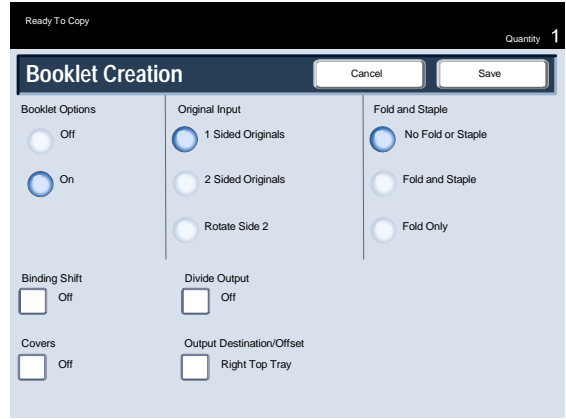 Ready To Copy
Quantity 1
Booklet Creation
Cancel
Save
Booklet Options
Off
On
Original Input
1 Sided Originals
2 Sided Originals
Rotate Side 2
Fold and Staple
No Fold or Staple
Fold and Staple
Fold Only
Binding Shift
Off
Divide Output
Off
Covers
Off
Output Destination/Offset
Right Top Tray